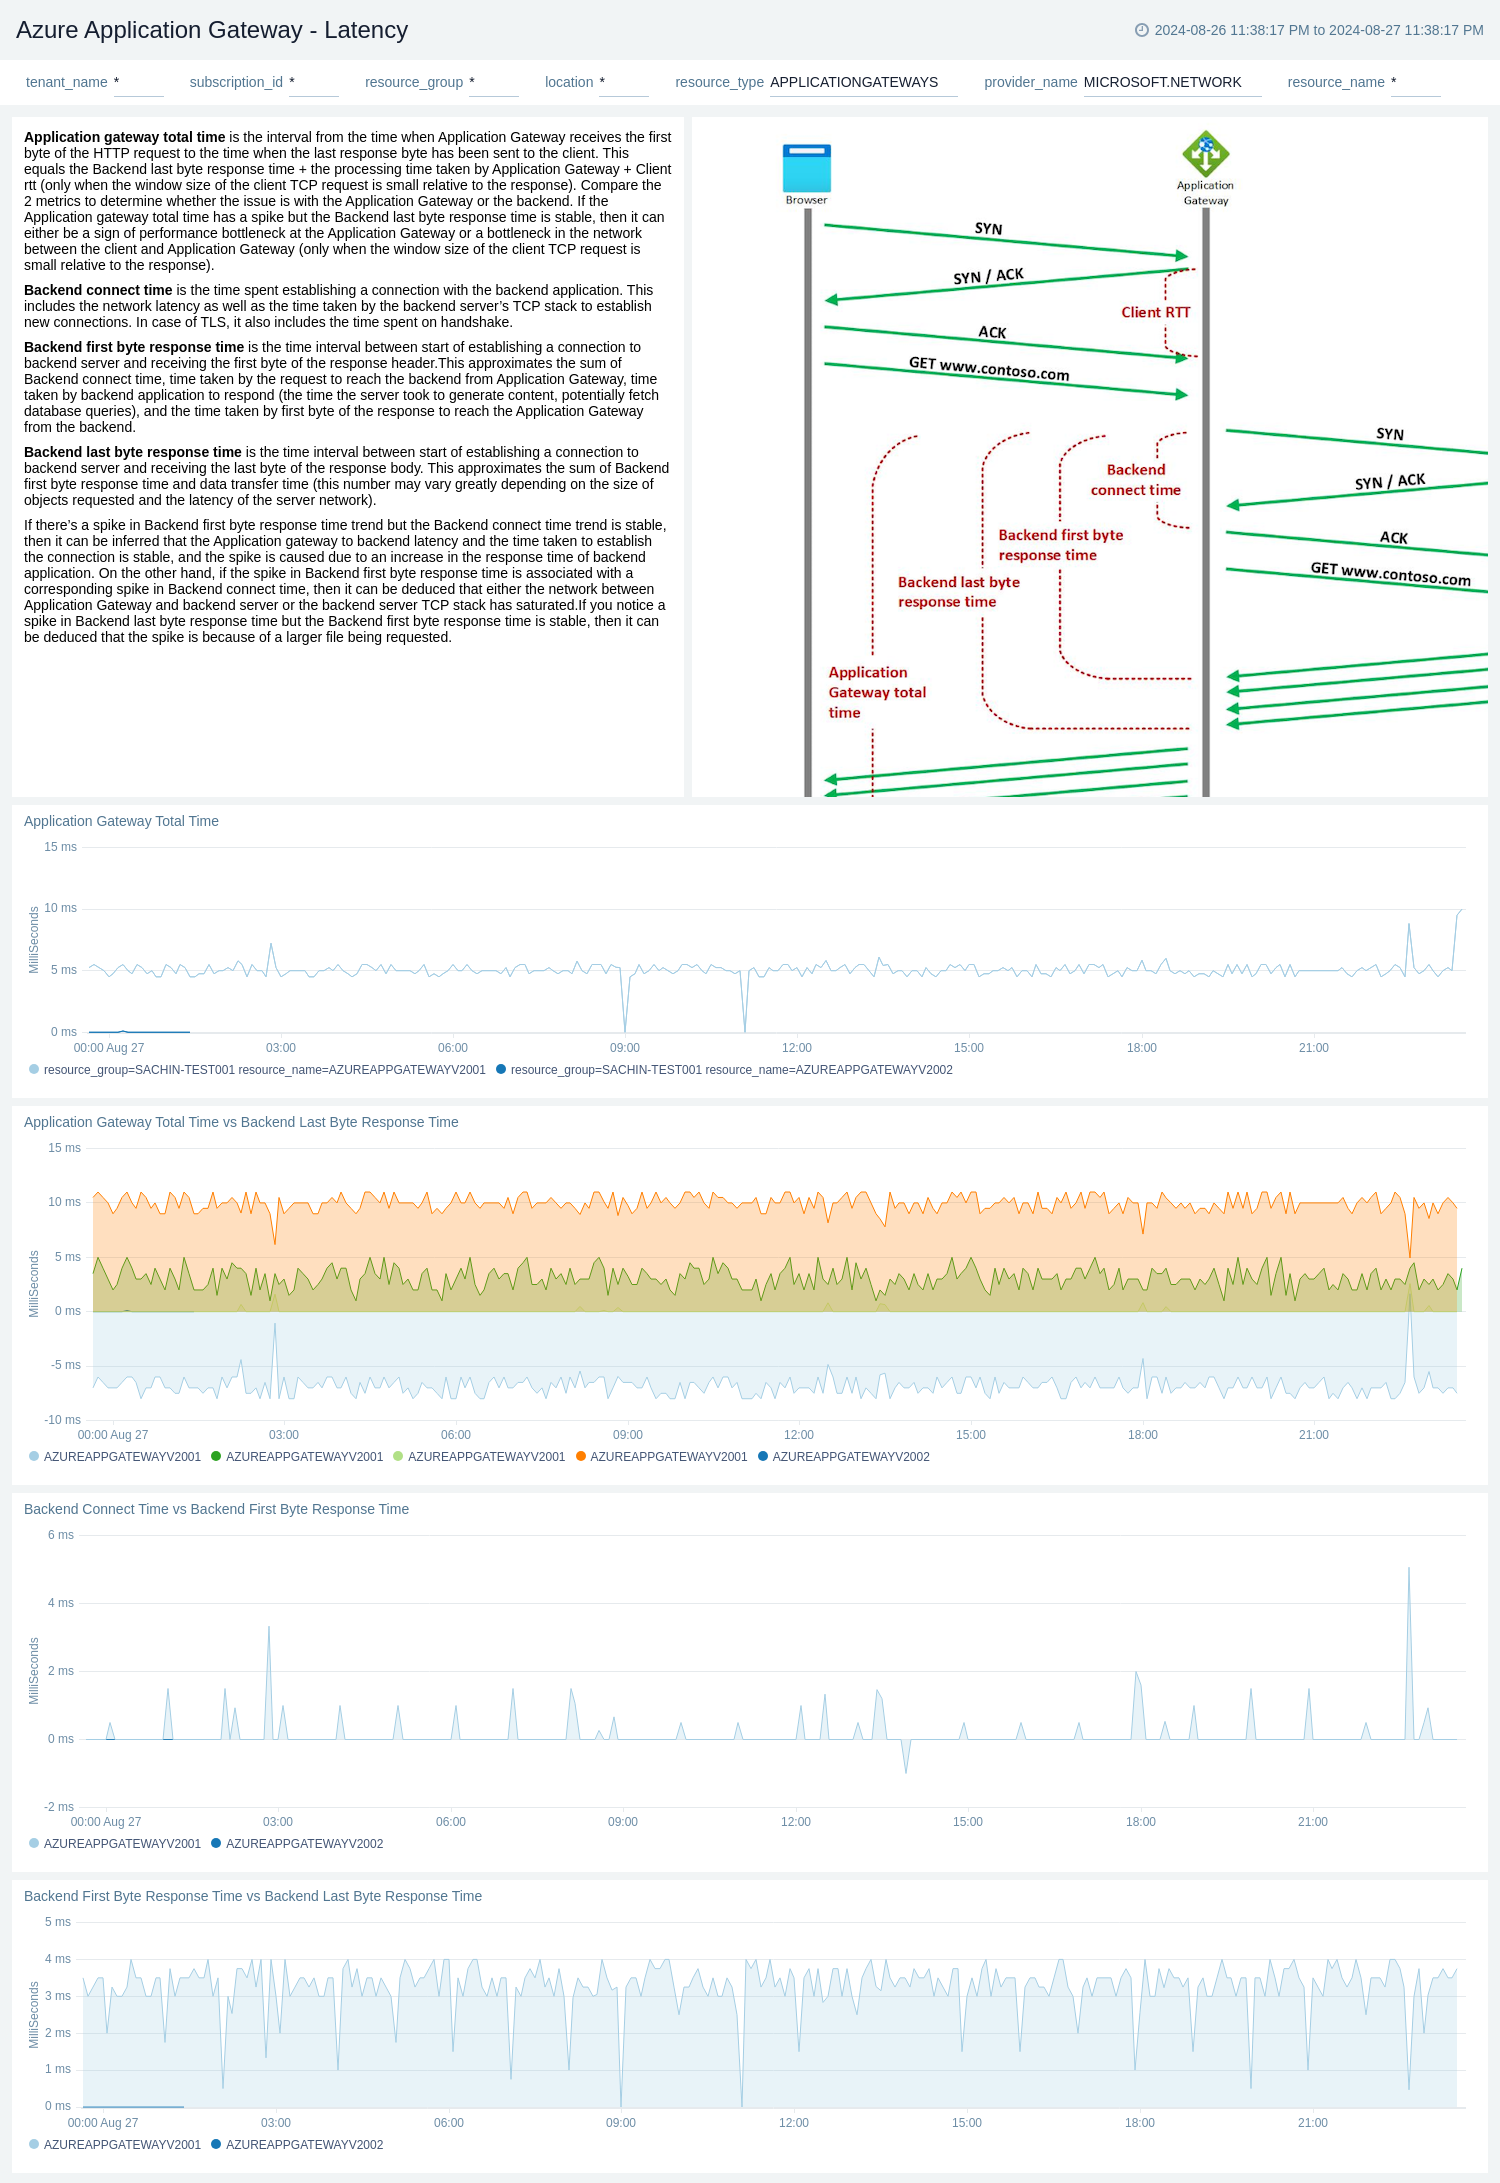 Azure Application Gateway - Latency
2024-08-26 11:38:17 PM to 2024-08-27 11:38:17 PM
tenant_name * subscription_id * resource_group * location * resource_type APPLICATIONGATEWAYS provider_name MICROSOFT.NETWORK resource_name *
Application gateway total time is the interval from the time when Application Gateway receives the first
byte of the HTTP request to the time when the last response byte has been sent to the client. This
equals the Backend last byte response time + the processing time taken by Application Gateway + Client
rtt (only when the window size of the client TCP request is small relative to the response). Compare the
2 metrics to determine whether the issue is with the Application Gateway or the backend. If the
Application gateway total time has a spike but the Backend last byte response time is stable, then it can
either be a sign of performance bottleneck at the Application Gateway or a bottleneck in the network
between the client and Application Gateway (only when the window size of the client TCP request is
small relative to the response).
Backend connect time is the time spent establishing a connection with the backend application. This
includes the network latency as well as the time taken by the backend server’s TCP stack to establish
new connections. In case of TLS, it also includes the time spent on handshake.
Backend first byte response time is the time interval between start of establishing a connection to
backend server and receiving the first byte of the response header.This approximates the sum of
Backend connect time, time taken by the request to reach the backend from Application Gateway, time
taken by backend application to respond (the time the server took to generate content, potentially fetch
database queries), and the time taken by first byte of the response to reach the Application Gateway
from the backend.
Backend last byte response time is the time interval between start of establishing a connection to
backend server and receiving the last byte of the response body. This approximates the sum of Backend
first byte response time and data transfer time (this number may vary greatly depending on the size of
objects requested and the latency of the server network).
If there’s a spike in Backend first byte response time trend but the Backend connect time trend is stable,
then it can be inferred that the Application gateway to backend latency and the time taken to establish
the connection is stable, and the spike is caused due to an increase in the response time of backend
application. On the other hand, if the spike in Backend first byte response time is associated with a
corresponding spike in Backend connect time, then it can be deduced that either the network between
Application Gateway and backend server or the backend server TCP stack has saturated.If you notice a
spike in Backend last byte response time but the Backend first byte response time is stable, then it can
be deduced that the spike is because of a larger file being requested.
Browser
Application
Gateway
SYN
SYN / ACK
Client RTT
ACK
GET www.contoso.com
SYN
Backend
connect time
SYN / ACK
ACK
Backend first byte
response time
GET www.contoso.com
Backend last byte
response time
Application
Gateway total
time
Application Gateway Total Time
MilliSeconds
15 ms
10 ms
5 ms
0 ms
00:00 Aug 27 03:00 06:00 09:00 12:00 15:00 18:00 21:00
resource_group=SACHIN-TEST001 resource_name=AZUREAPPGATEWAYV2001 resource_group=SACHIN-TEST001 resource_name=AZUREAPPGATEWAYV2002
Application Gateway Total Time vs Backend Last Byte Response Time
MilliSeconds
15 ms
10 ms
5 ms
0 ms
-5 ms
-10 ms
00:00 Aug 27 03:00 06:00 09:00 12:00 15:00 18:00 21:00
AZUREAPPGATEWAYV2001 AZUREAPPGATEWAYV2001 AZUREAPPGATEWAYV2001 AZUREAPPGATEWAYV2001 AZUREAPPGATEWAYV2002
Backend Connect Time vs Backend First Byte Response Time
MilliSeconds
6 ms
4 ms
2 ms
0 ms
-2 ms
00:00 Aug 27 03:00 06:00 09:00 12:00 15:00 18:00 21:00
AZUREAPPGATEWAYV2001 AZUREAPPGATEWAYV2002
Backend First Byte Response Time vs Backend Last Byte Response Time
MilliSeconds
5 ms
4 ms
3 ms
2 ms
1 ms
0 ms
00:00 Aug 27 03:00 06:00 09:00 12:00 15:00 18:00 21:00
AZUREAPPGATEWAYV2001 AZUREAPPGATEWAYV2002